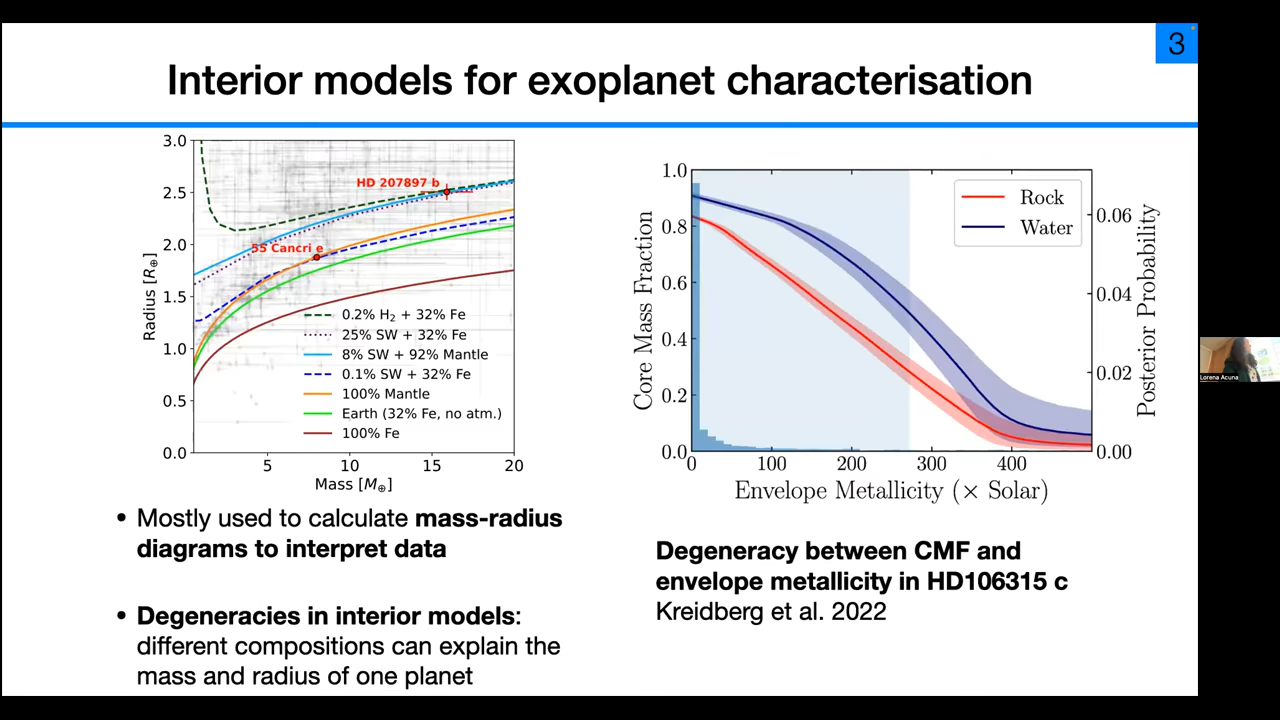 3
Interior models for exoplanet characterisation
3.0
2.5
2.0
1.5
1.0
0.5
0.0
Radius [R⊕]
HD 207897 b
55 Cancri e
0.2% H₂ + 32% Fe
25% SW + 32% Fe
8% SW + 92% Mantle
0.1% SW + 32% Fe
100% Mantle
Earth (32% Fe, no atm.)
100% Fe
5
10
15
20
Mass [M⊕]
1.0
0.8
0.6
0.4
0.2
0.0
Core Mass Fraction
Rock
Water
0.06
0.04
0.02
0.00
Posterior Probability
0
100
200
300
400
Envelope Metallicity (× Solar)
• Mostly used to calculate mass-radius
diagrams to interpret data
• Degeneracies in interior models:
different compositions can explain the
mass and radius of one planet
Degeneracy between CMF and
envelope metallicity in HD106315 c
Kreidberg et al. 2022
Lorena Acuna